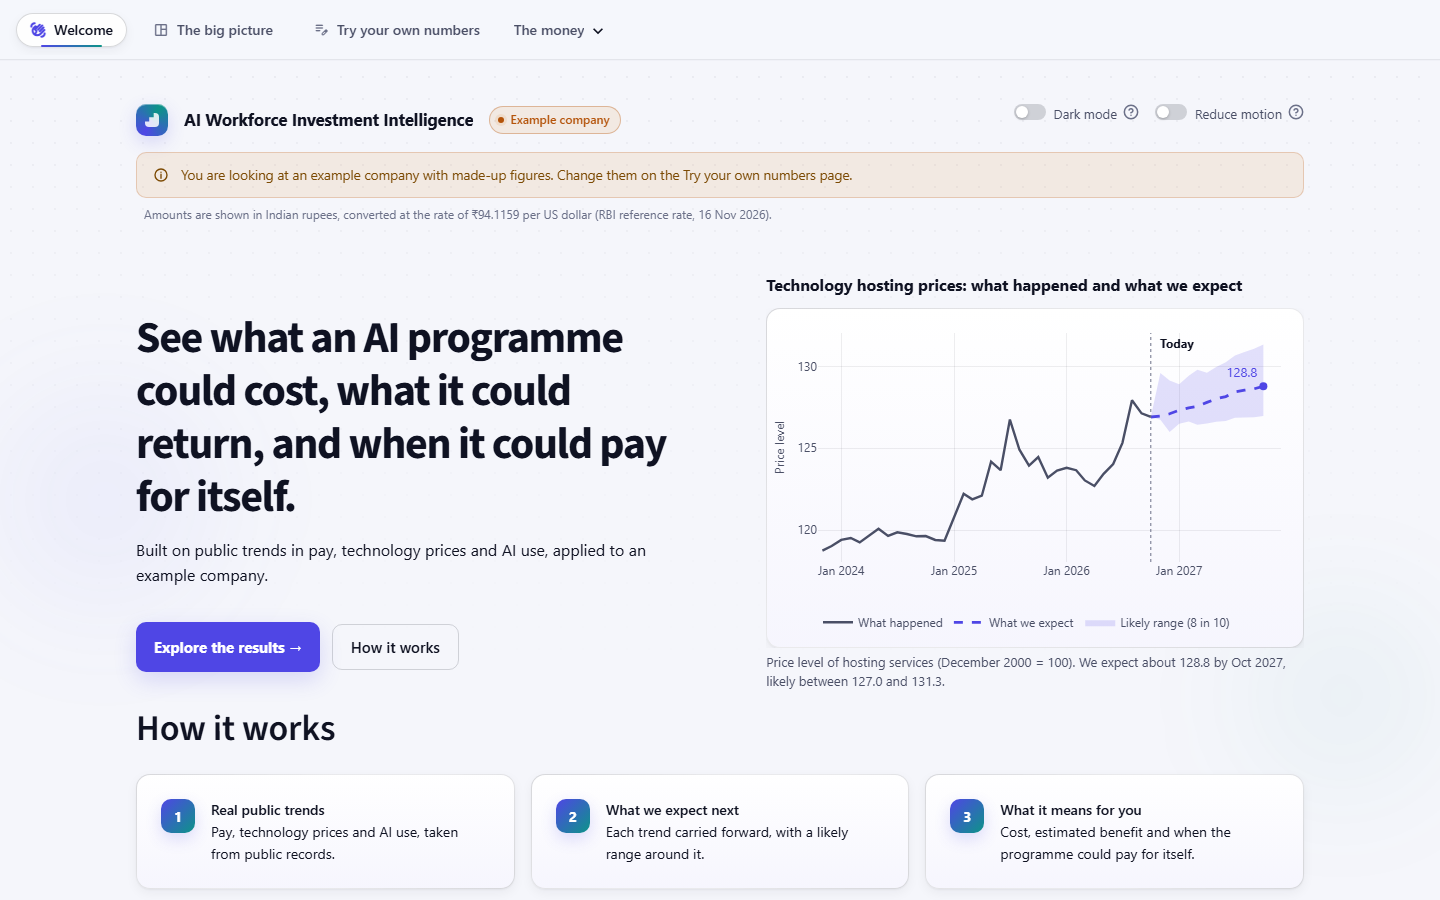 Welcome
The big picture
Try your own numbers
The money
AI Workforce Investment Intelligence
Example company
Dark mode
Reduce motion
You are looking at an example company with made-up figures. Change them on the Try your own numbers page.
Amounts are shown in Indian rupees, converted at the rate of ₹94.1159 per US dollar (RBI reference rate, 16 Nov 2026).
See what an AI programme
could cost, what it could
return, and when it could pay
for itself.
Built on public trends in pay, technology prices and AI use, applied to an
example company.
Explore the results →
How it works
Technology hosting prices: what happened and what we expect
Today
128.8
130
125
120
Price level
Jan 2024
Jan 2025
Jan 2026
Jan 2027
What happened
What we expect
Likely range (8 in 10)
Price level of hosting services (December 2000 = 100). We expect about 128.8 by Oct 2027,
likely between 127.0 and 131.3.
How it works
1
Real public trends
Pay, technology prices and AI use, taken
from public records.
2
What we expect next
Each trend carried forward, with a likely
range around it.
3
What it means for you
Cost, estimated benefit and when the
programme could pay for itself.